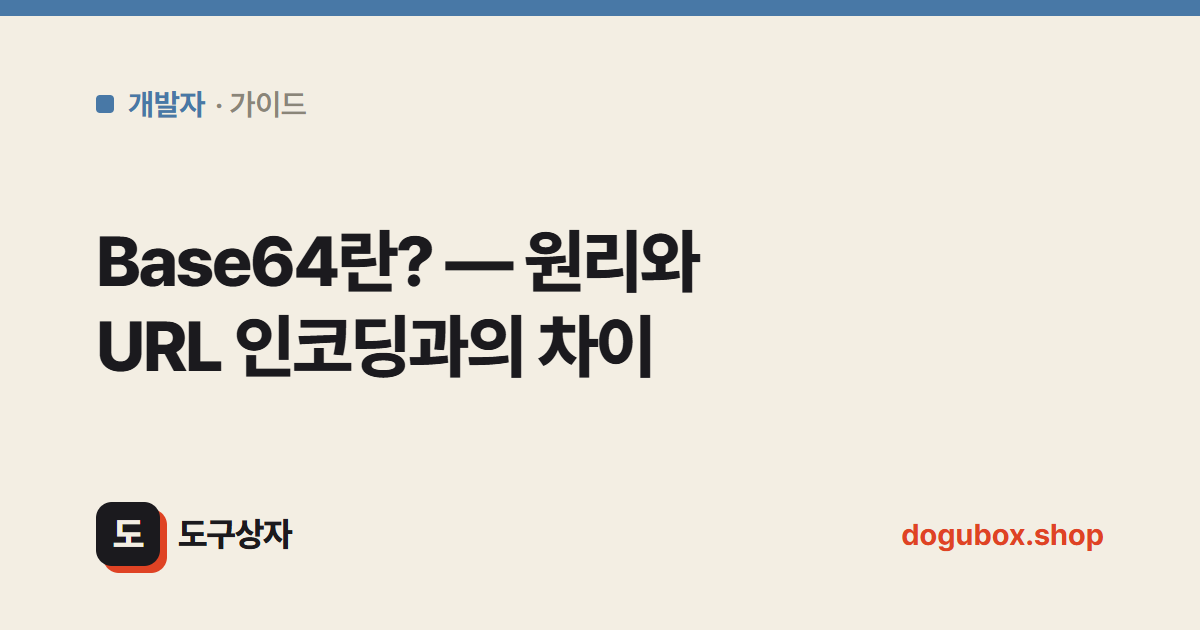 개발자 · 가이드
Base64란? — 원리와
URL 인코딩과의 차이
도 도구상자
dogubox.shop